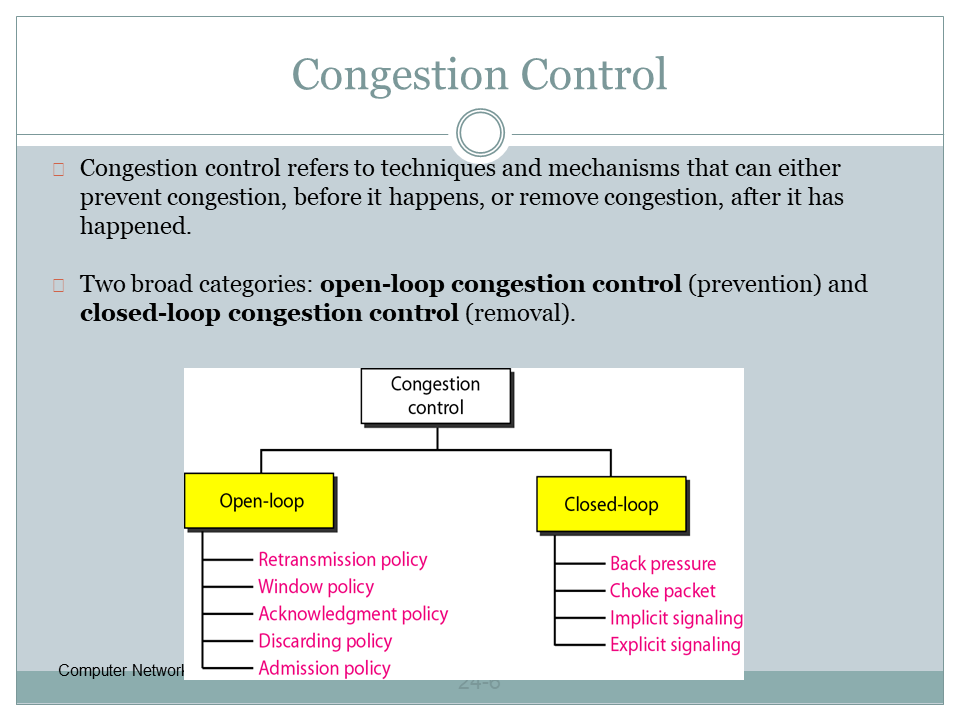 Congestion Control
Congestion control refers to techniques and mechanisms that can either
prevent congestion, before it happens, or remove congestion, after it has
happened.
Two broad categories: open-loop congestion control (prevention) and
closed-loop congestion control (removal).
Congestion
control
Open-loop
Closed-loop
Retransmission policy
Window policy
Acknowledgment policy
Discarding policy
Admission policy
Back pressure
Choke packet
Implicit signaling
Explicit signaling
Computer Network
24-6